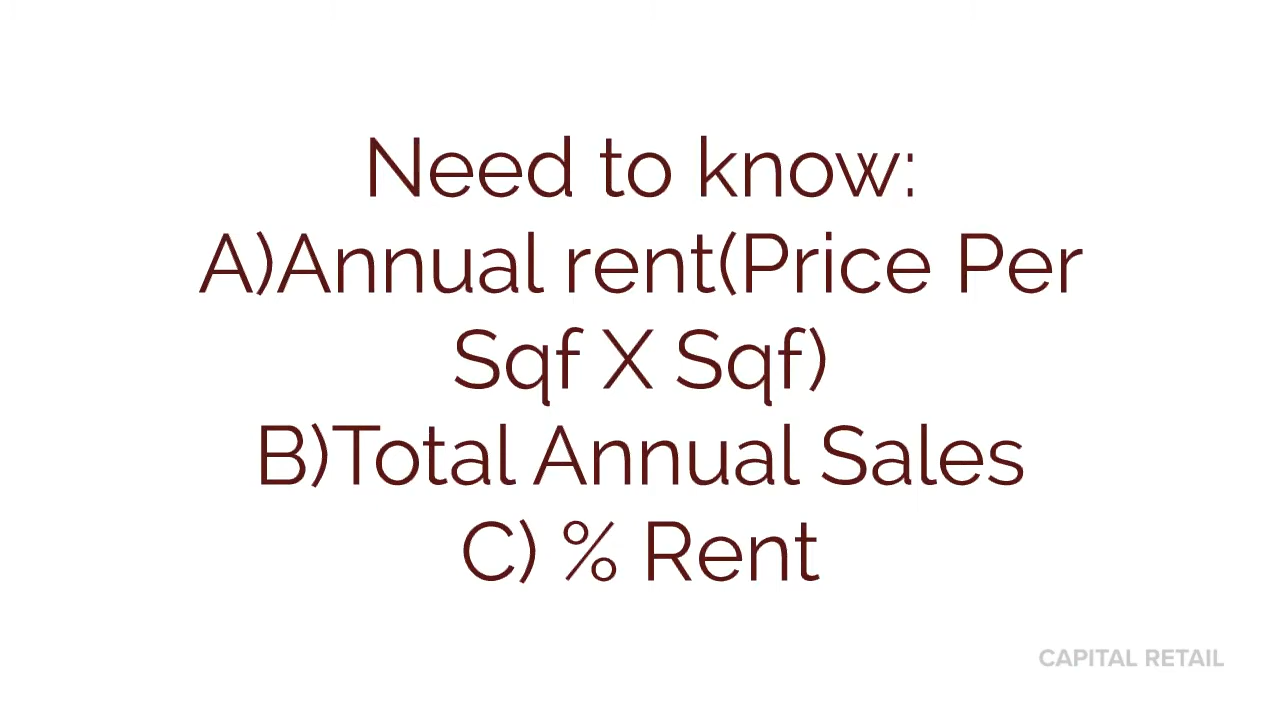 Need to know:
A)Annual rent(Price Per
Sqf X Sqf)
B)Total Annual Sales
C) % Rent
CAPITAL RETAIL